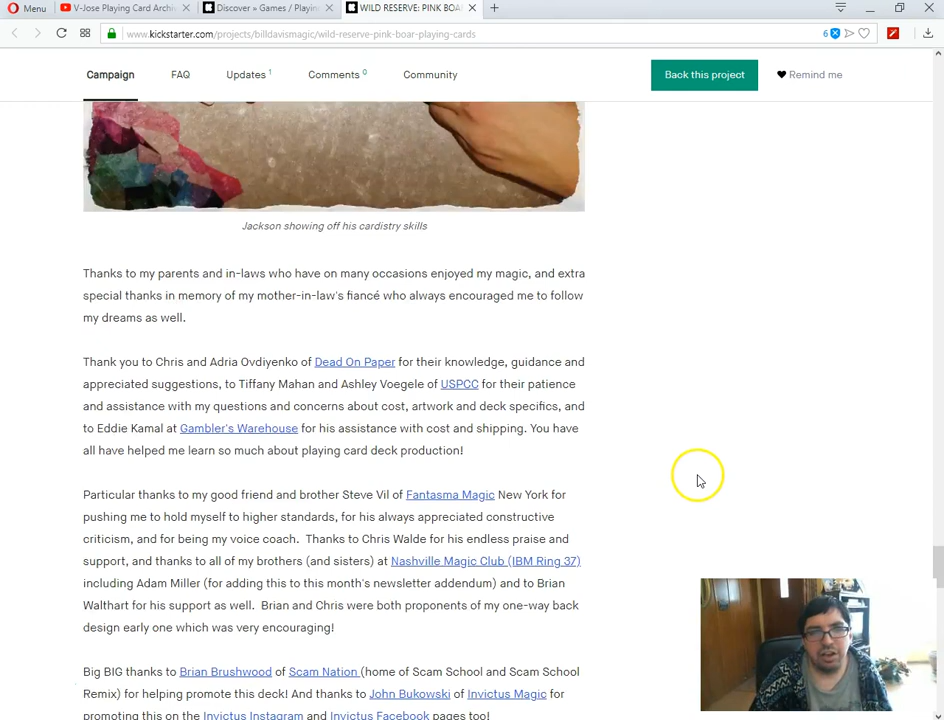 Menu
V-Jose Playing Card Archi
Discover » Games / Playin
WILD RESERVE: PINK BOA
www.kickstarter.com/projects/billdavismagic/wild-reserve-pink-boar-playing-cards
6
Campaign
FAQ
Updates 1
Comments 0
Community
Back this project
Remind me
Jackson showing off his cardistry skills
Thanks to my parents and in-laws who have on many occasions enjoyed my magic, and extra
special thanks in memory of my mother-in-law's fiancé who always encouraged me to follow
my dreams as well.
Thank you to Chris and Adria Ovdiyenko of Dead On Paper for their knowledge, guidance and
appreciated suggestions, to Tiffany Mahan and Ashley Voegele of USPCC for their patience
and assistance with my questions and concerns about cost, artwork and deck specifics, and
to Eddie Kamal at Gambler's Warehouse for his assistance with cost and shipping. You have
all have helped me learn so much about playing card deck production!
Particular thanks to my good friend and brother Steve Vil of Fantasma Magic New York for
pushing me to hold myself to higher standards, for his always appreciated constructive
criticism, and for being my voice coach. Thanks to Chris Walde for his endless praise and
support, and thanks to all of my brothers (and sisters) at Nashville Magic Club (IBM Ring 37)
including Adam Miller (for adding this to this month's newsletter addendum) and to Brian
Walthart for his support as well. Brian and Chris were both proponents of my one-way back
design early one which was very encouraging!
Big BIG thanks to Brian Brushwood of Scam Nation (home of Scam School and Scam School
Remix) for helping promote this deck! And thanks to John Bukowski of Invictus Magic for
promoting this on the Invictus Instagram and Invictus Facebook pages too!